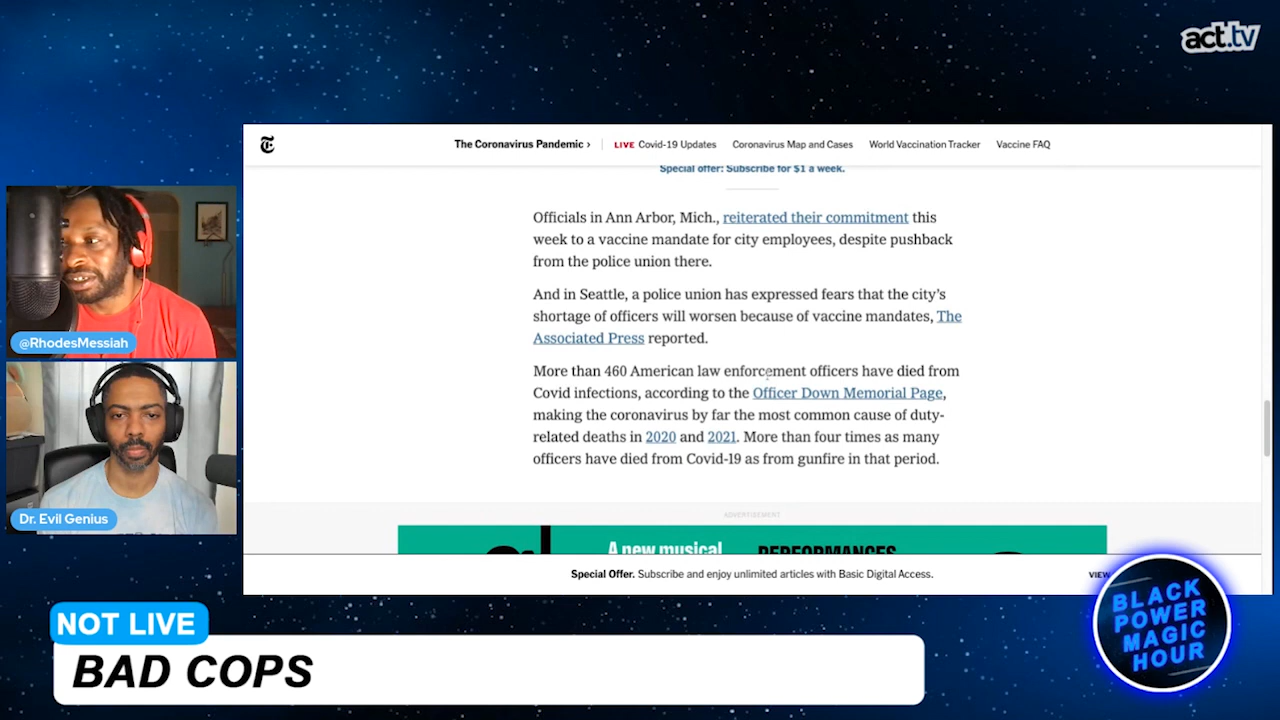 act.tv
The Coronavirus Pandemic ›
LIVE Covid-19 Updates
Coronavirus Map and Cases
World Vaccination Tracker
Vaccine FAQ
Special offer: Subscribe for $1 a week.
Officials in Ann Arbor, Mich., reiterated their commitment this
week to a vaccine mandate for city employees, despite pushback
from the police union there.
And in Seattle, a police union has expressed fears that the city’s
shortage of officers will worsen because of vaccine mandates, The
Associated Press reported.
More than 460 American law enforcement officers have died from
Covid infections, according to the Officer Down Memorial Page,
making the coronavirus by far the most common cause of duty-
related deaths in 2020 and 2021. More than four times as many
officers have died from Covid-19 as from gunfire in that period.
ADVERTISEMENT
A new musical
PERFORMANCES
Special Offer. Subscribe and enjoy unlimited articles with Basic Digital Access.
VIEW
@RhodesMessiah
Dr. Evil Genius
NOT LIVE
BAD COPS
BLACK
POWER
MAGIC
HOUR